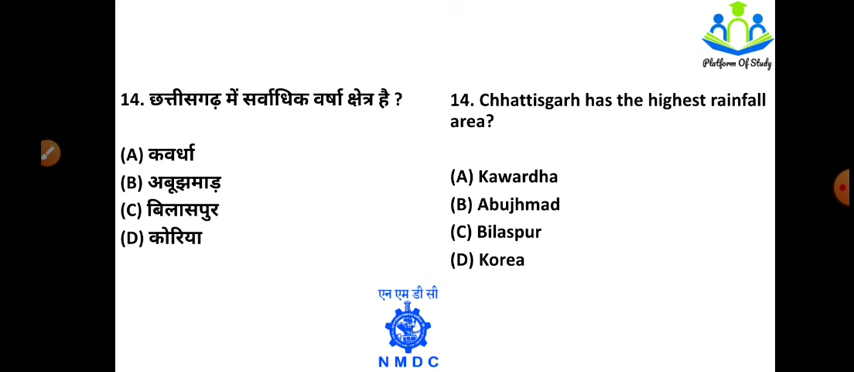 Platform Of Study
14. छत्तीसगढ़ में सर्वाधिक वर्षा क्षेत्र है ?
(A) कवर्धा
(B) अबूझमाड़
(C) बिलासपुर
(D) कोरिया
14. Chhattisgarh has the highest rainfall
area?
(A) Kawardha
(B) Abujhmad
(C) Bilaspur
(D) Korea
एन एम डी सी
NMDC